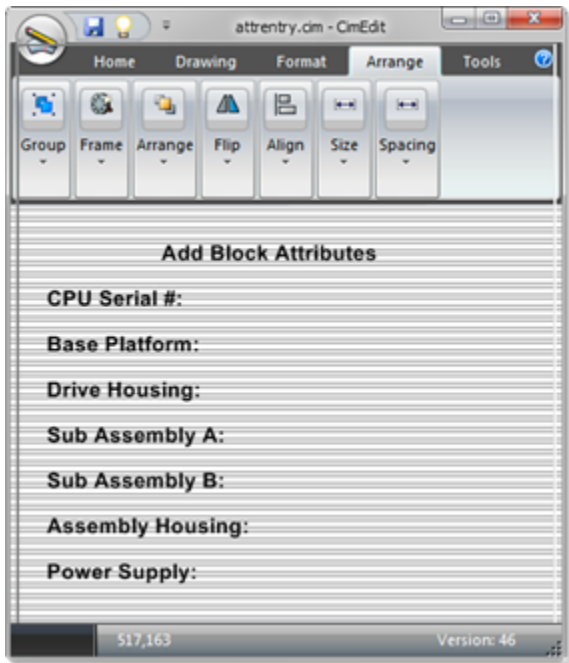 attrentry.cim - CimEdit
Home Drawing Format Arrange Tools
Group Frame Arrange Flip Align Size Spacing
Add Block Attributes
CPU Serial #:
Base Platform:
Drive Housing:
Sub Assembly A:
Sub Assembly B:
Assembly Housing:
Power Supply:
517,163 Version: 46